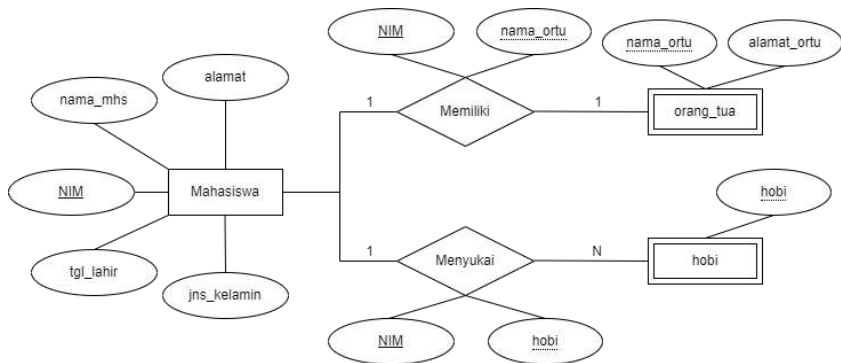 NIM
nama_ortu
nama_ortu
alamat_ortu
alamat
nama_mhs
1
Memiliki
1
orang_tua
NIM
Mahasiswa
hobi
tgl_lahir
jns_kelamin
1
Menyukai
N
hobi
NIM
hobi